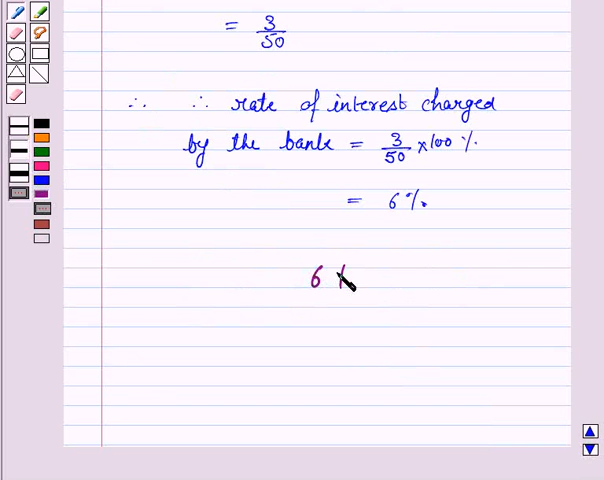 = 3/50
∴ ∴ rate of interest charged
by the bank = 3/50 × 100 %.
= 6 %.
6